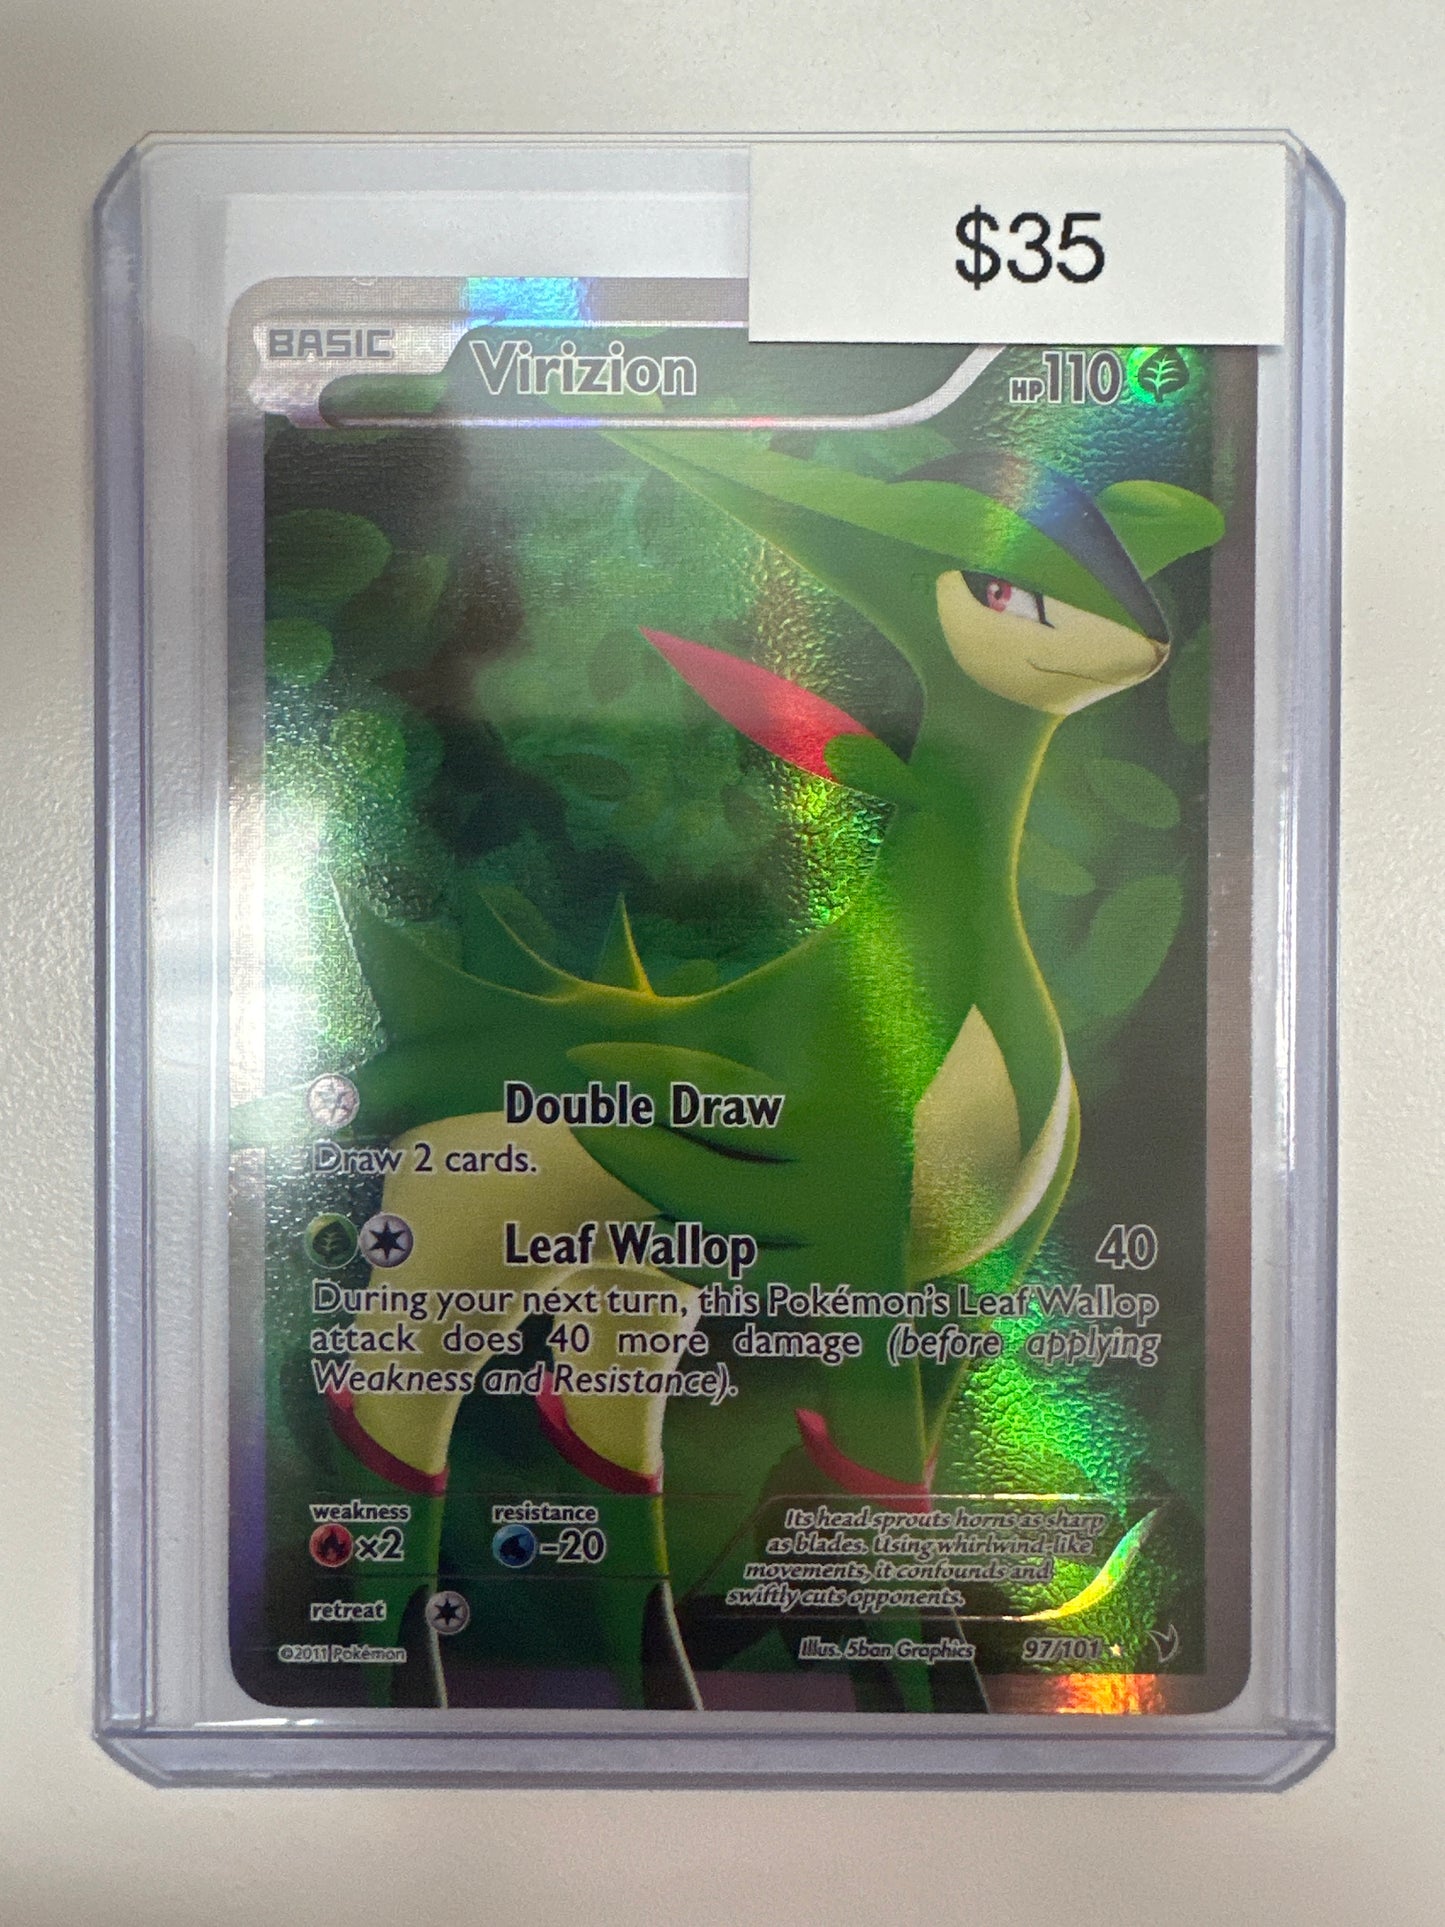 $35
BASIC
Virizion
HP110
Double Draw
Draw 2 cards.
Leaf Wallop 40
During your next turn, this Pokémon's Leaf Wallop
attack does 40 more damage (before applying
Weakness and Resistance).
weakness resistance
×2 -20
retreat
Its head sprouts horns as sharp
as blades. Using whirlwind-like
movements, it confounds and
swiftly cuts opponents.
©2011 Pokémon
Illus. 5ban Graphics 97/101